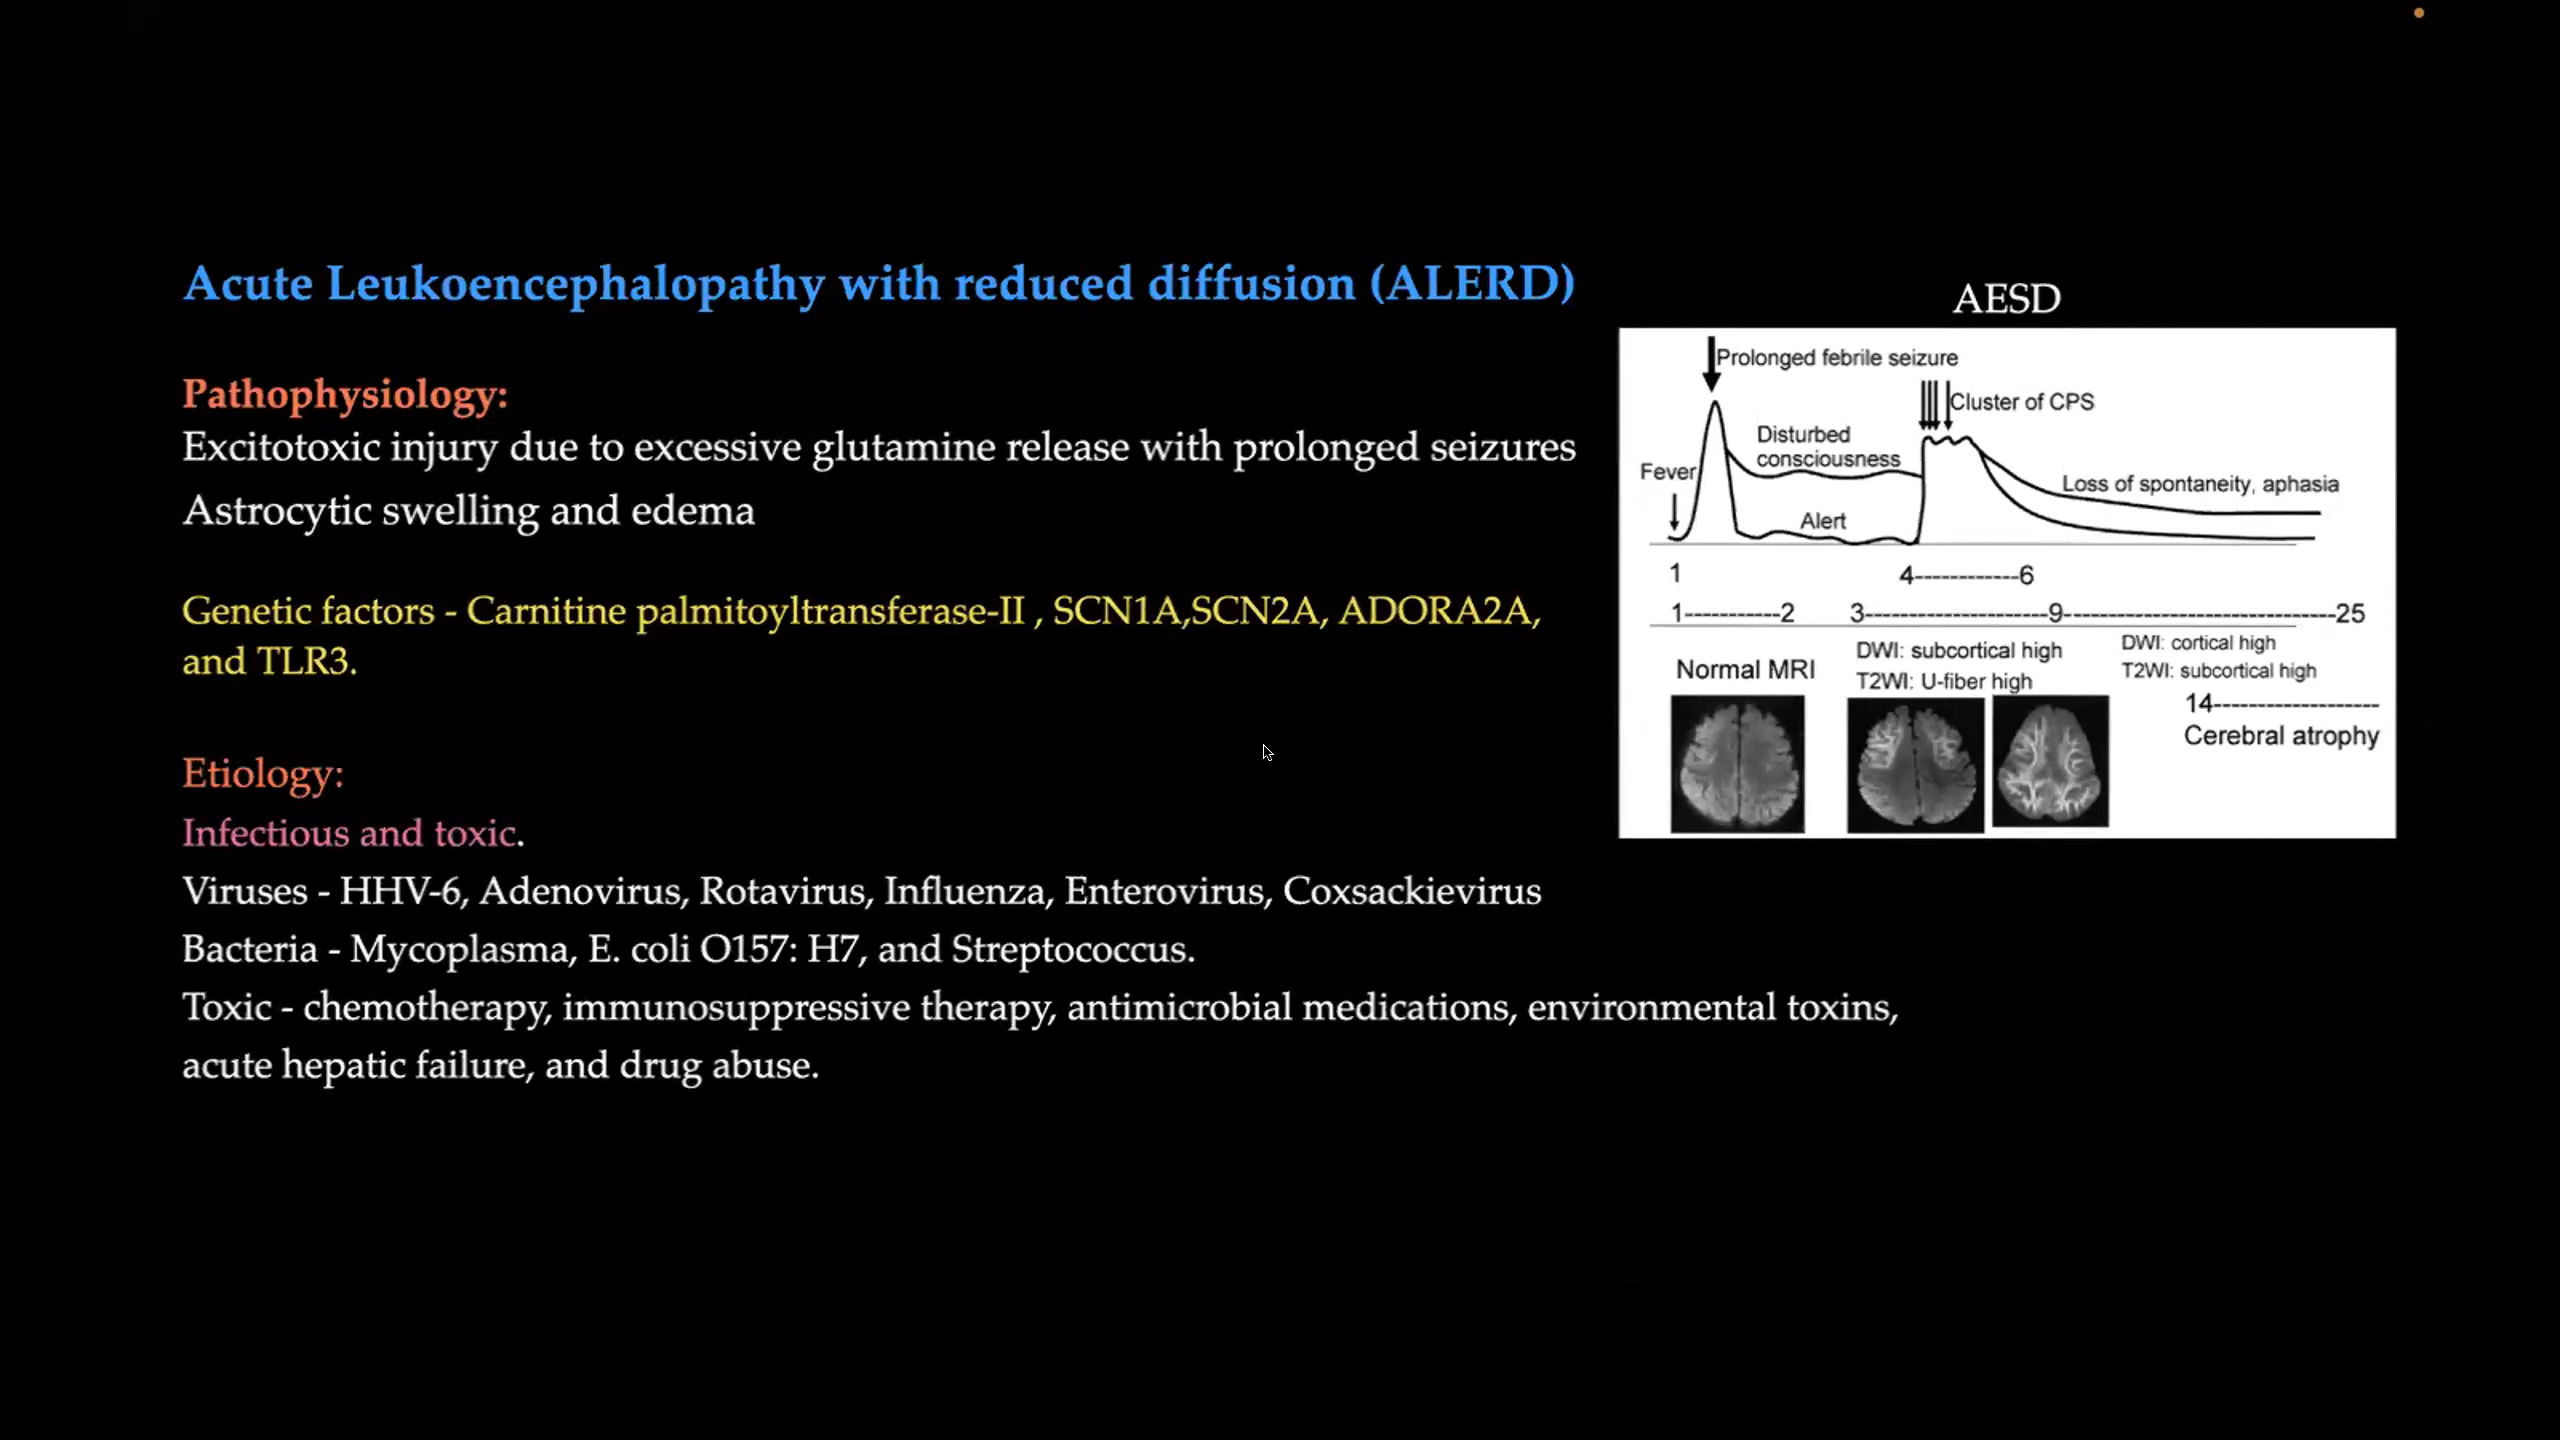 Acute Leukoencephalopathy with reduced diffusion (ALERD)
Pathophysiology:
Excitotoxic injury due to excessive glutamine release with prolonged seizures
Astrocytic swelling and edema
Genetic factors - Carnitine palmitoyltransferase-II , SCN1A,SCN2A, ADORA2A,
and TLR3.
Etiology:
Infectious and toxic.
Viruses - HHV-6, Adenovirus, Rotavirus, Influenza, Enterovirus, Coxsackievirus
Bacteria - Mycoplasma, E. coli O157: H7, and Streptococcus.
Toxic - chemotherapy, immunosuppressive therapy, antimicrobial medications, environmental toxins,
acute hepatic failure, and drug abuse.
AESD
Prolonged febrile seizure
Cluster of CPS
Disturbed
consciousness
Fever
Loss of spontaneity, aphasia
Alert
1 4------------6
1-----------2 3---------------------9--------------------------------25
Normal MRI
DWI: subcortical high
T2WI: U-fiber high
DWI: cortical high
T2WI: subcortical high
14-------------------
Cerebral atrophy